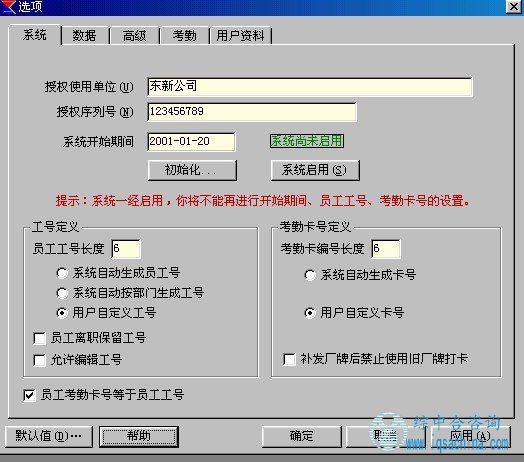 选项
系统 数据 高级 考勤 用户资料
授权使用单位(U) 东新公司
授权序列号(N) 123456789
系统开始期间 2001-01-20 系统尚未启用
初始化... 系统启用(S)
提示：系统一经启用，你将不能再进行开始期间、员工工号、考勤卡号的设置。
工号定义 考勤卡号定义
员工工号长度 6 考勤卡编号长度 6
系统自动生成员工号 系统自动生成卡号
系统自动按部门生成工号
用户自定义工号 用户自定义卡号
员工离职保留工号
允许编辑工号 补发厂牌后禁止使用旧厂牌打卡
员工考勤卡号等于员工工号
综中合咨询
默认值(D)... 帮助 确定 取消 应用(A)